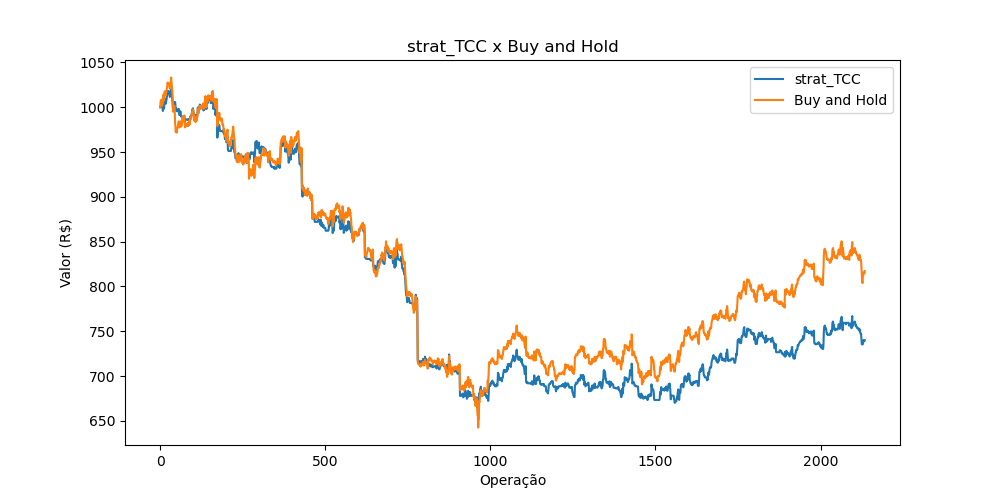 strat_TCC x Buy and Hold
strat_TCC
Buy and Hold
1050
1000
950
900
850
800
750
700
650
Valor (R$)
0
500
1000
1500
2000
Operação